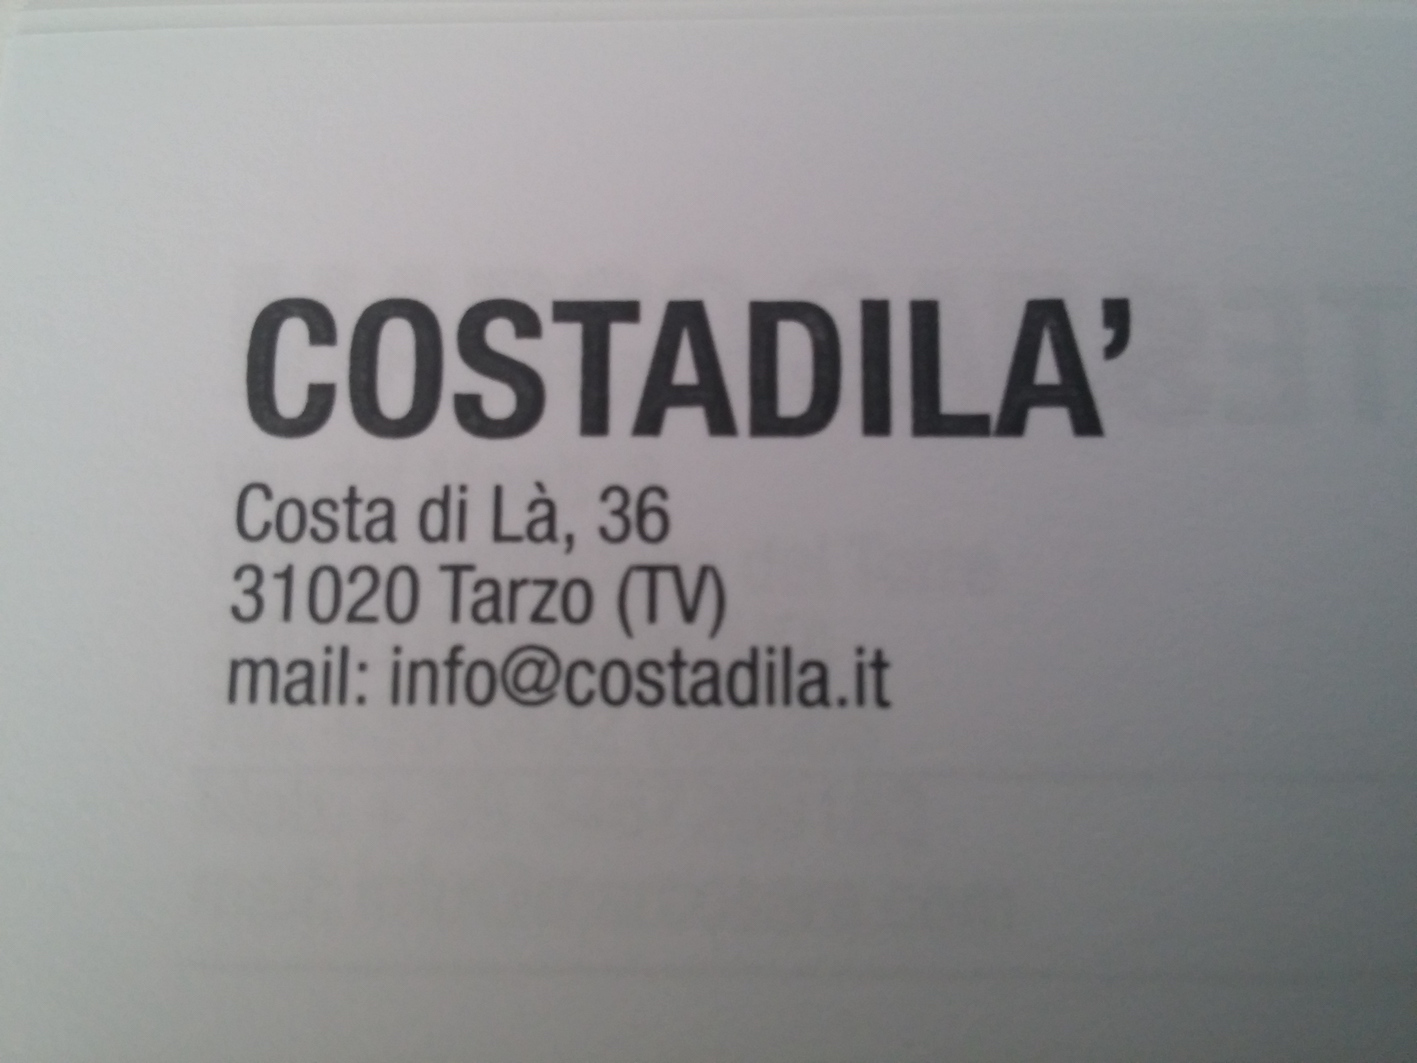 COSTADILA’
Costa di Là, 36
31020 Tarzo (TV)
mail: info@costadila.it